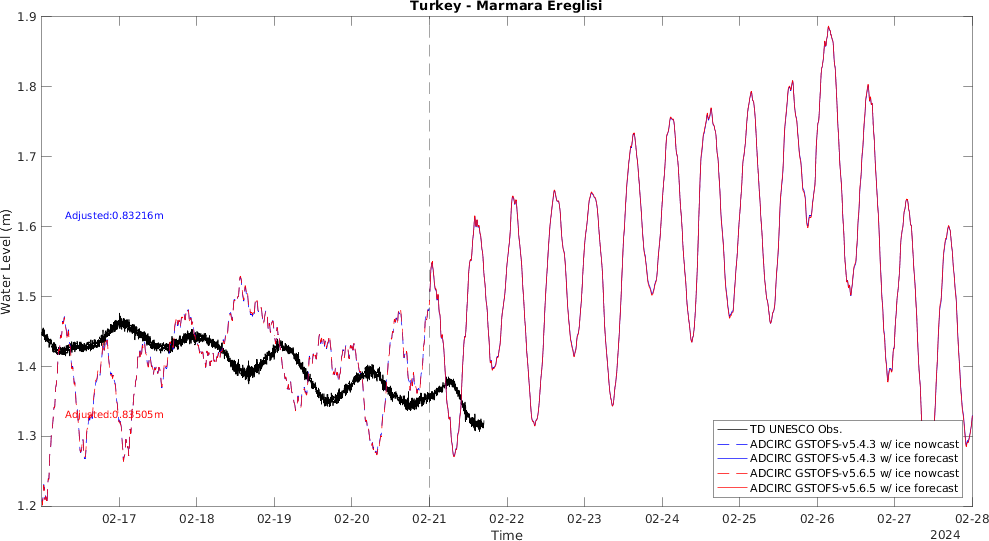 Turkey - Marmara Ereglisi
Water Level (m)
1.9
1.8
1.7
1.6
1.5
1.4
1.3
1.2
Adjusted:0.83216m
Adjusted:0.83505m
TD UNESCO Obs.
ADCIRC GSTOFS-v5.4.3 w/ ice nowcast
ADCIRC GSTOFS-v5.4.3 w/ ice forecast
ADCIRC GSTOFS-v5.6.5 w/ ice nowcast
ADCIRC GSTOFS-v5.6.5 w/ ice forecast
02-17 02-18 02-19 02-20 02-21 02-22 02-23 02-24 02-25 02-26 02-27 02-28
Time
2024